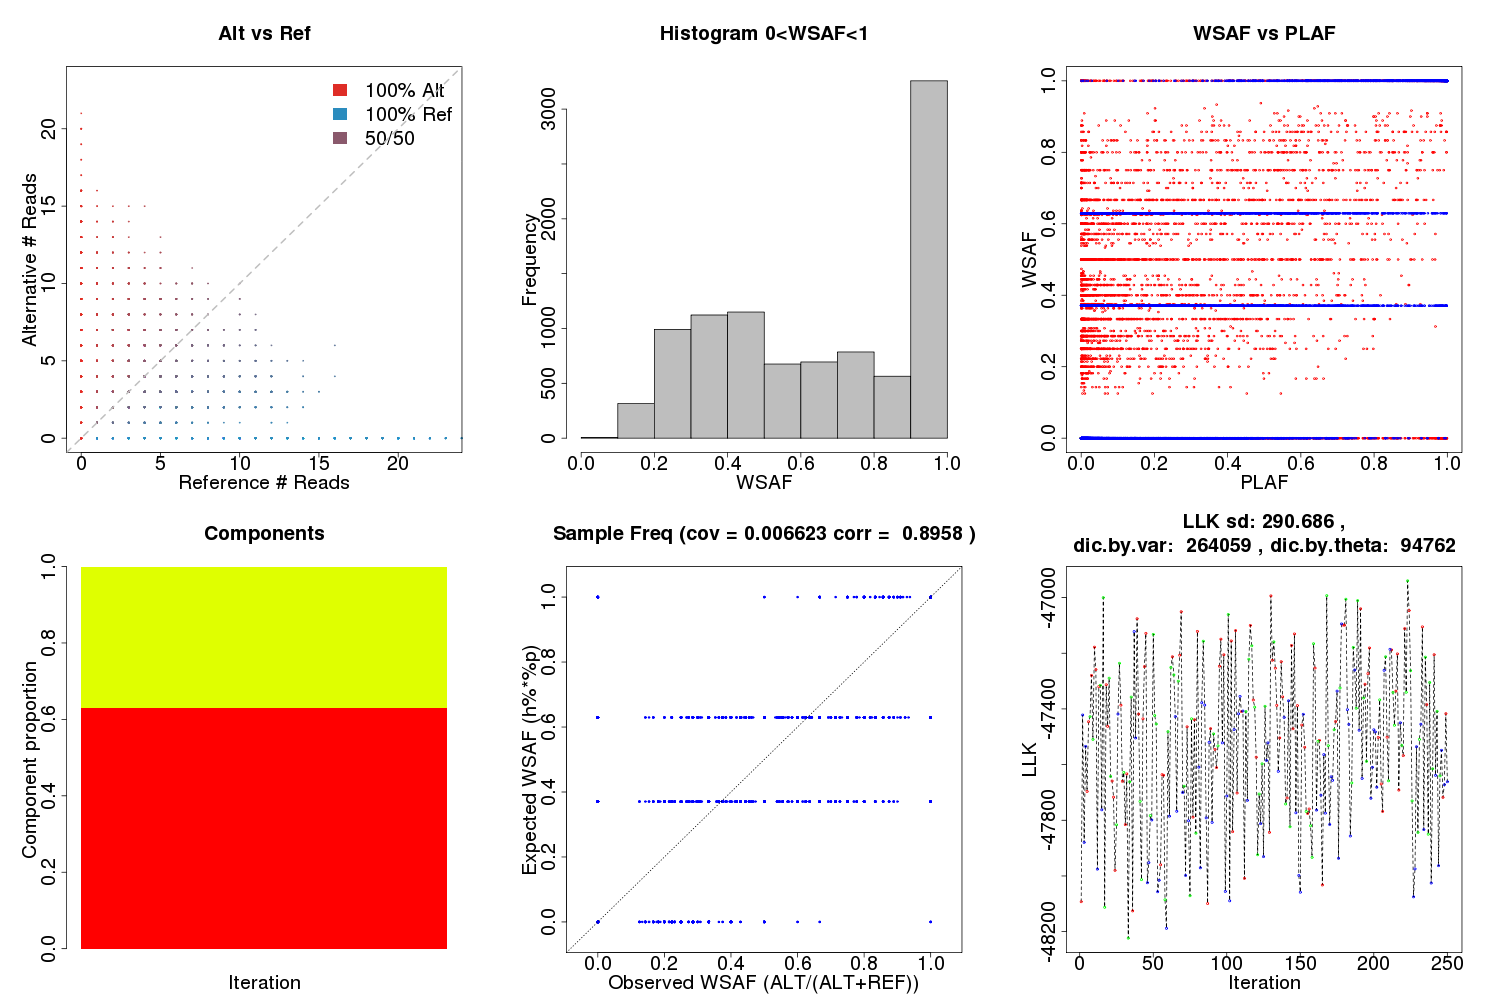 Alt vs Ref
100% Alt
100% Ref
50/50
Alternative # Reads
0 5 10 15 20
0 5 10 15 20
Reference # Reads
Histogram 0<WSAF<1
Frequency
0 500 1000 2000 3000
0.0 0.2 0.4 0.6 0.8 1.0
WSAF
WSAF vs PLAF
WSAF
0.0 0.2 0.4 0.6 0.8 1.0
0.0 0.2 0.4 0.6 0.8 1.0
PLAF
Components
Component proportion
0.0 0.2 0.4 0.6 0.8 1.0
Iteration
Sample Freq (cov = 0.006623 corr = 0.8958 )
Expected WSAF (h%*%p)
0.0 0.2 0.4 0.6 0.8 1.0
0.0 0.2 0.4 0.6 0.8 1.0
Observed WSAF (ALT/(ALT+REF))
LLK sd: 290.686 ,
dic.by.var: 264059 , dic.by.theta: 94762
LLK
-48200 -47800 -47400 -47000
0 50 100 150 200 250
Iteration